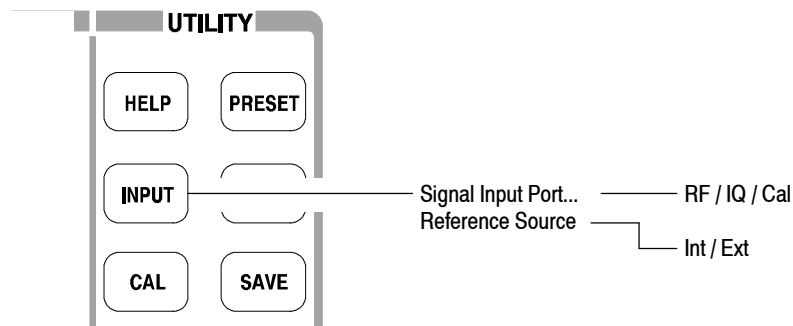 UTILITY
HELP PRESET
INPUT
Signal Input Port... RF / IQ / Cal
Reference Source
Int / Ext
CAL SAVE